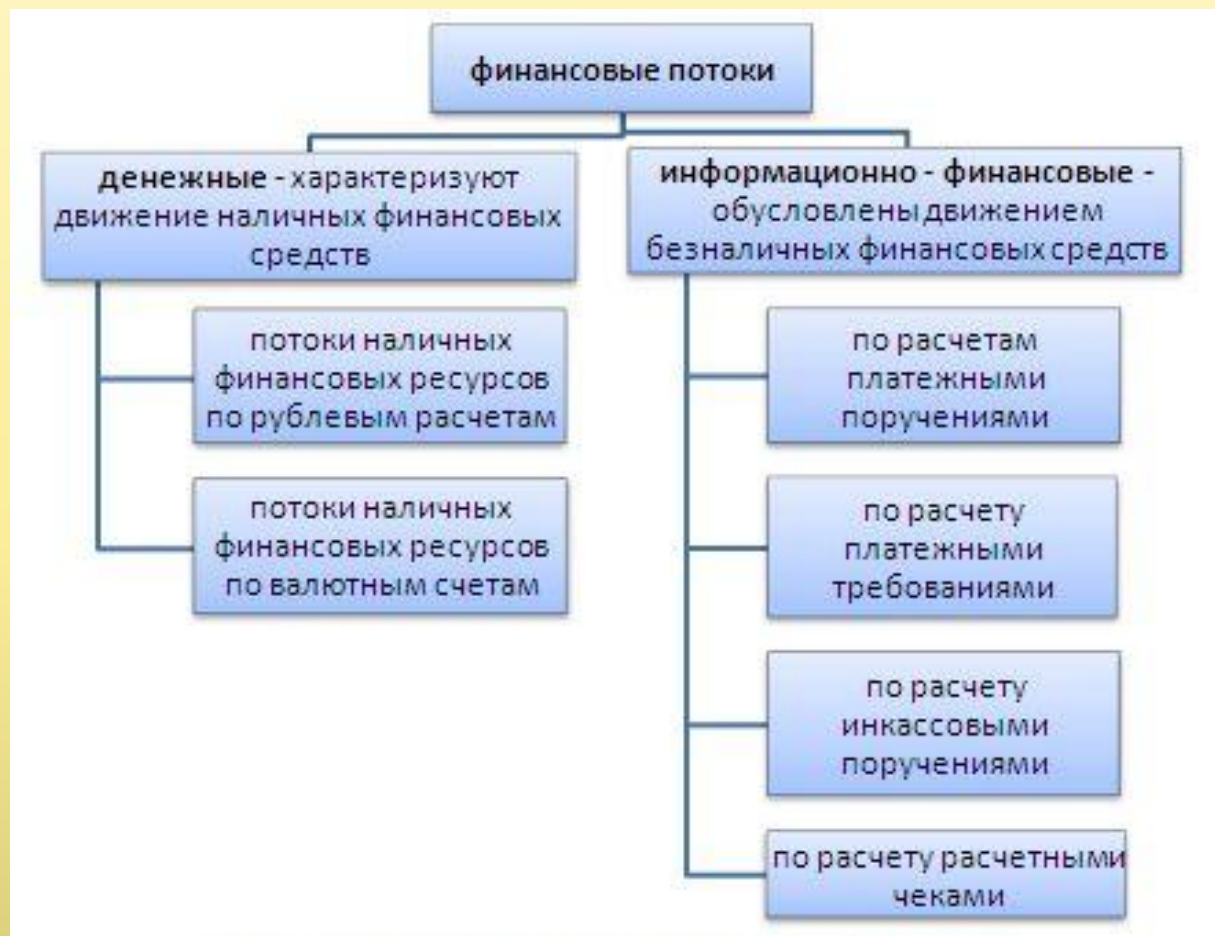 финансовые потоки
денежные - характеризуют
движение наличных финансовых
средств
потоки наличных
финансовых ресурсов
по рублевым расчетам
потоки наличных
финансовых ресурсов
по валютным счетам
информационно - финансовые -
обусловлены движением
безналичных финансовых средств
по расчетам
платежными
поручениями
по расчету
платежными
требованиями
по расчету
инкассовыми
поручениями
по расчету расчетными
чеками